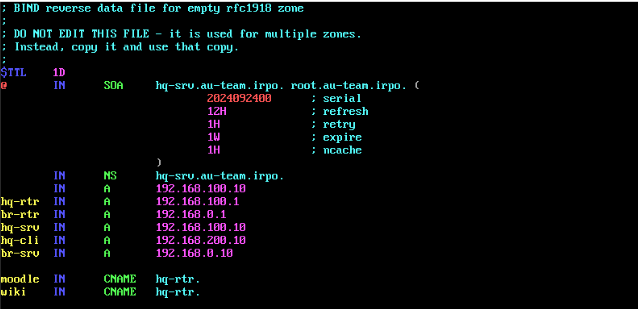 ; BIND reverse data file for empty rfc1918 zone
;
; DO NOT EDIT THIS FILE - it is used for multiple zones.
; Instead, copy it and use that copy.
;
$TTL 1D
@ IN SOA hq-srv.au-team.irpo. root.au-team.irpo. (
2024092400 ; serial
12H ; refresh
1H ; retry
1W ; expire
1H ; ncache
)
IN NS hq-srv.au-team.irpo.
IN A 192.168.100.10
hq-rtr IN A 192.168.100.1
br-rtr IN A 192.168.0.1
hq-srv IN A 192.168.100.10
hq-cli IN A 192.168.200.10
br-srv IN A 192.168.0.10
moodle IN CNAME hq-rtr.
wiki IN CNAME hq-rtr.